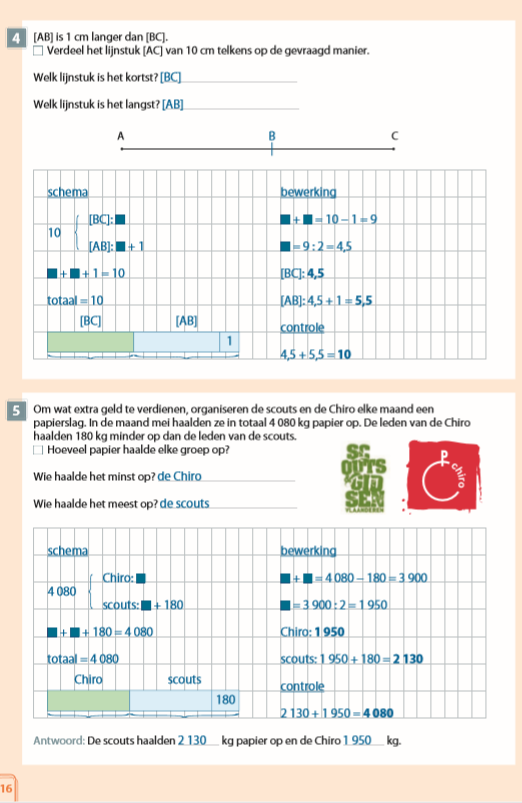 4 [AB] is 1 cm langer dan [BC].
□ Verdeel het lijnstuk [AC] van 10 cm telkens op de gevraagd manier.
Welk lijnstuk is het kortst? [BC]
Welk lijnstuk is het langst? [AB]
A B C
schema bewerking
10 { [BC]: ■ ■ + ■ = 10 – 1 = 9
[AB]: ■ + 1 ■ = 9 : 2 = 4,5
■ + ■ + 1 = 10 [BC]: 4,5
totaal = 10 [AB]: 4,5 + 1 = 5,5
[BC] [AB] controle
1
4,5 + 5,5 = 10
5 Om wat extra geld te verdienen, organiseren de scouts en de Chiro elke maand een
papierslag. In de maand mei haalden ze in totaal 4 080 kg papier op. De leden van de Chiro
haalden 180 kg minder op dan de leden van de scouts.
□ Hoeveel papier haalde elke groep op?
Wie haalde het minst op? de Chiro
Wie haalde het meest op? de scouts
SC
OUTS
GID
SEN
VLAANDEREN
chiro
schema bewerking
4 080 { Chiro: ■ ■ + ■ = 4 080 – 180 = 3 900
scouts: ■ + 180 ■ = 3 900 : 2 = 1 950
■ + ■ + 180 = 4 080 Chiro: 1 950
totaal = 4 080 scouts: 1 950 + 180 = 2 130
Chiro scouts controle
180
2 130 + 1 950 = 4 080
Antwoord: De scouts haalden 2 130 kg papier op en de Chiro 1 950 kg.
16